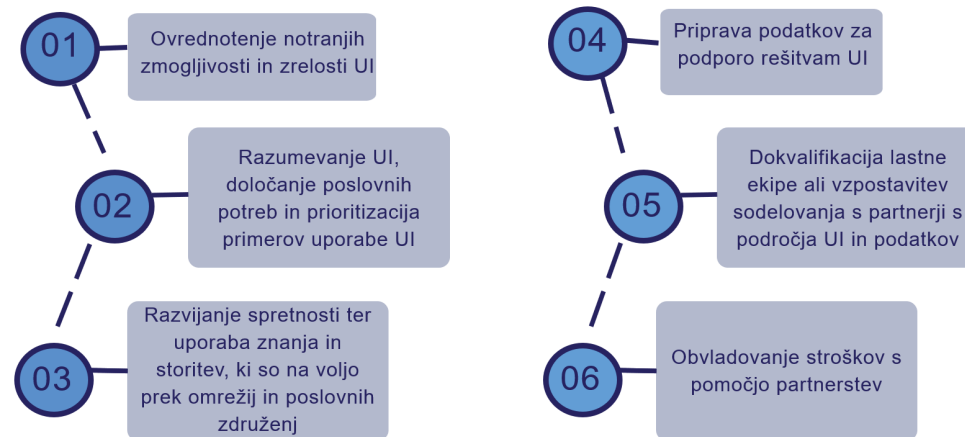 01
Ovrednotenje notranjih
zmogljivosti in zrelosti UI
02
Razumevanje UI,
določanje poslovnih
potreb in prioritizacija
primerov uporabe UI
03
Razvijanje spretnosti ter
uporaba znanja in
storitev, ki so na voljo
prek omrežij in poslovnih
združenj
04
Priprava podatkov za
podporo rešitvam UI
05
Dokvalifikacija lastne
ekipe ali vzpostavitev
sodelovanja s partnerji s
področja UI in podatkov
06
Obvladovanje stroškov s
pomočjo partnerstev